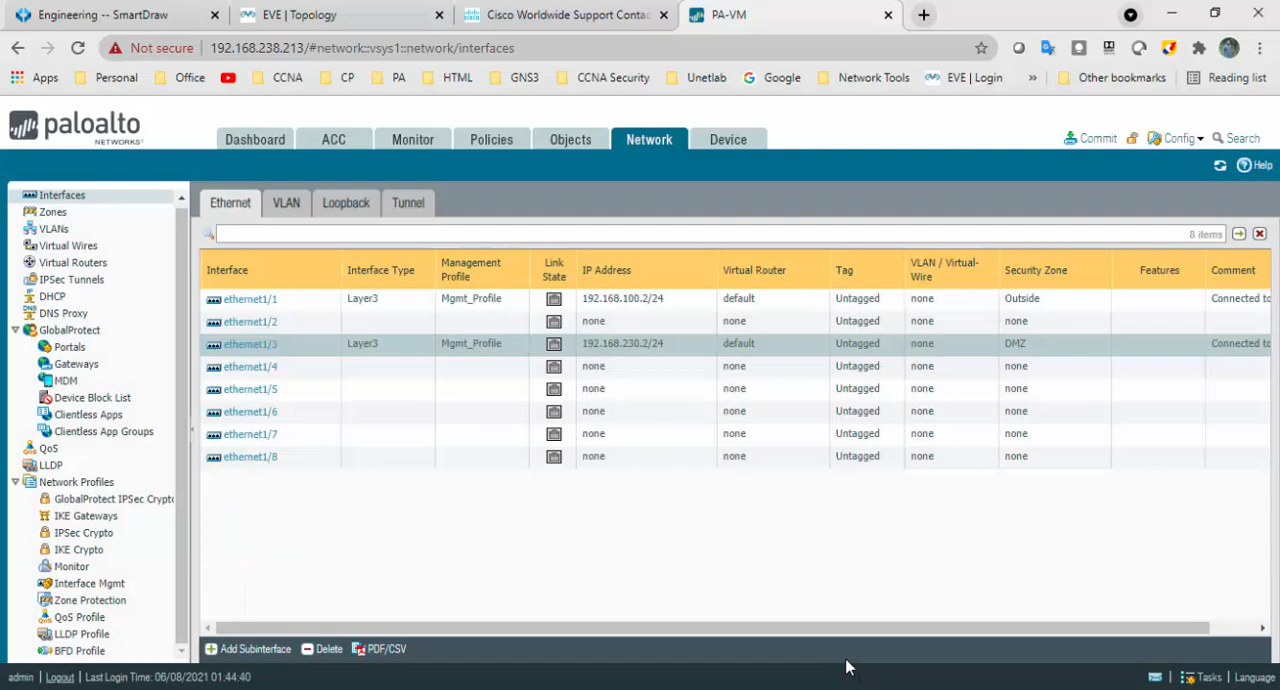 Engineering -- SmartDraw
EVE | Topology
Cisco Worldwide Support Contac
PA-VM
Not secure | 192.168.238.213/#network::vsys1::network/interfaces
Apps Personal Office CCNA CP PA HTML GNS3 CCNA Security Unetlab Google Network Tools EVE | Login » Other bookmarks Reading list
paloalto
NETWORKS
Dashboard ACC Monitor Policies Objects Network Device
Commit Config Search
Help
Interfaces
Zones
VLANs
Virtual Wires
Virtual Routers
IPSec Tunnels
DHCP
DNS Proxy
GlobalProtect
Portals
Gateways
MDM
Device Block List
Clientless Apps
Clientless App Groups
QoS
LLDP
Network Profiles
GlobalProtect IPSec Crypto
IKE Gateways
IPSec Crypto
IKE Crypto
Monitor
Interface Mgmt
Zone Protection
QoS Profile
LLDP Profile
BFD Profile
Ethernet VLAN Loopback Tunnel
8 items
Interface Interface Type Management Profile Link State IP Address Virtual Router Tag VLAN / Virtual-Wire Security Zone Features Comment
ethernet1/1 Layer3 Mgmt_Profile 192.168.100.2/24 default Untagged none Outside Connected to
ethernet1/2 none none Untagged none none
ethernet1/3 Layer3 Mgmt_Profile 192.168.230.2/24 default Untagged none DMZ Connected to
ethernet1/4 none none Untagged none none
ethernet1/5 none none Untagged none none
ethernet1/6 none none Untagged none none
ethernet1/7 none none Untagged none none
ethernet1/8 none none Untagged none none
Add Subinterface Delete PDF/CSV
admin | Logout | Last Login Time: 06/08/2021 01:44:40
Tasks | Language